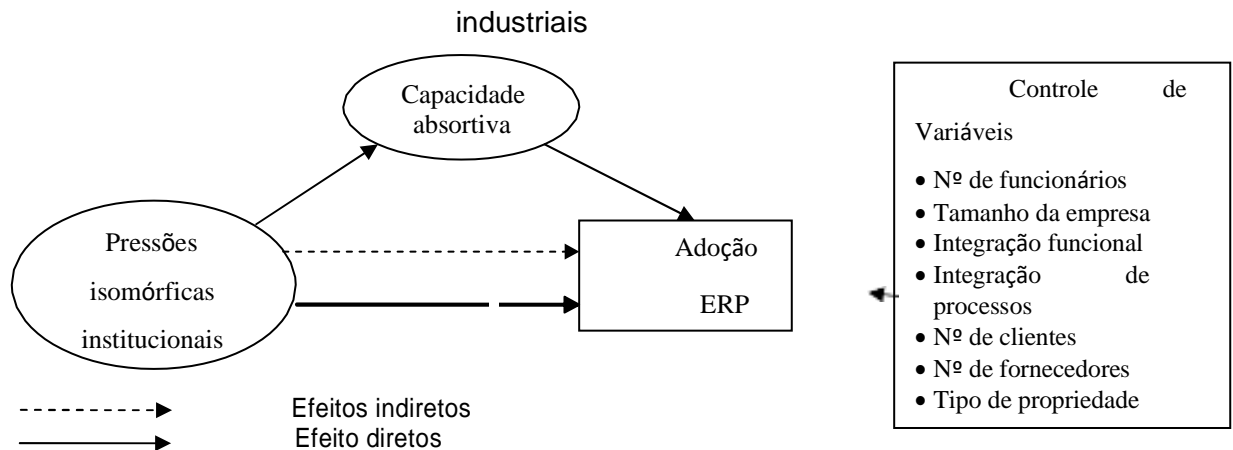 industriais
Capacidade
absortiva
Pressões
isomórficas
institucionais
Adoção
ERP
Controle de
Variáveis
• Nº de funcionários
• Tamanho da empresa
• Integração funcional
• Integração de
processos
• Nº de clientes
• Nº de fornecedores
• Tipo de propriedade
Efeitos indiretos
Efeito diretos